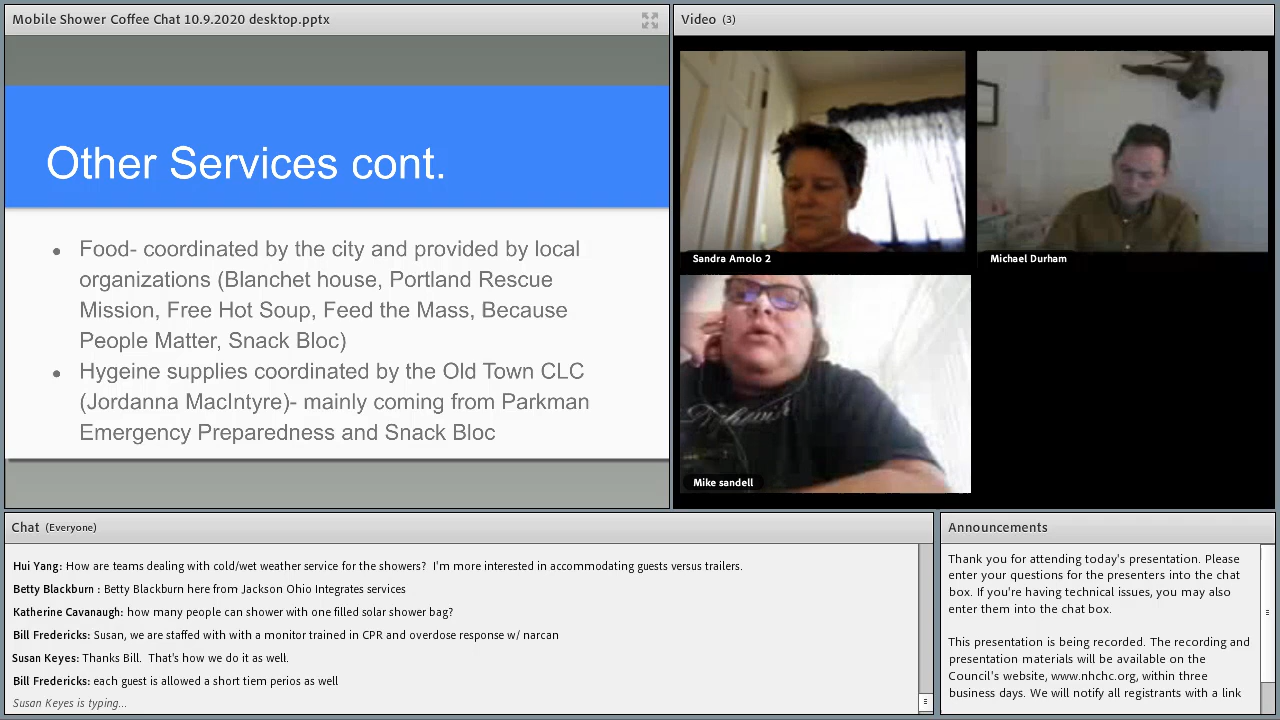 Mobile Shower Coffee Chat 10.9.2020 desktop.pptx
Other Services cont.
• Food- coordinated by the city and provided by local
organizations (Blanchet house, Portland Rescue
Mission, Free Hot Soup, Feed the Mass, Because
People Matter, Snack Bloc)
• Hygeine supplies coordinated by the Old Town CLC
(Jordanna MacIntyre)- mainly coming from Parkman
Emergency Preparedness and Snack Bloc
Video (3)
Sandra Amolo 2
Michael Durham
Mike sandell
Chat (Everyone)
Hui Yang: How are teams dealing with cold/wet weather service for the showers?  I'm more interested in accommodating guests versus trailers.
Betty Blackburn : Betty Blackburn here from Jackson Ohio Integrates services
Katherine Cavanaugh: how many people can shower with one filled solar shower bag?
Bill Fredericks: Susan, we are staffed with with a monitor trained in CPR and overdose response w/ narcan
Susan Keyes: Thanks Bill.  That's how we do it as well.
Bill Fredericks: each guest is allowed a short tiem perios as well
Susan Keyes is typing...
Announcements
Thank you for attending today's presentation. Please
enter your questions for the presenters into the chat
box. If you're having technical issues, you may also
enter them into the chat box.
This presentation is being recorded. The recording and
presentation materials will be available on the
Council's website, www.nhchc.org, within three
business days. We will notify all registrants with a link